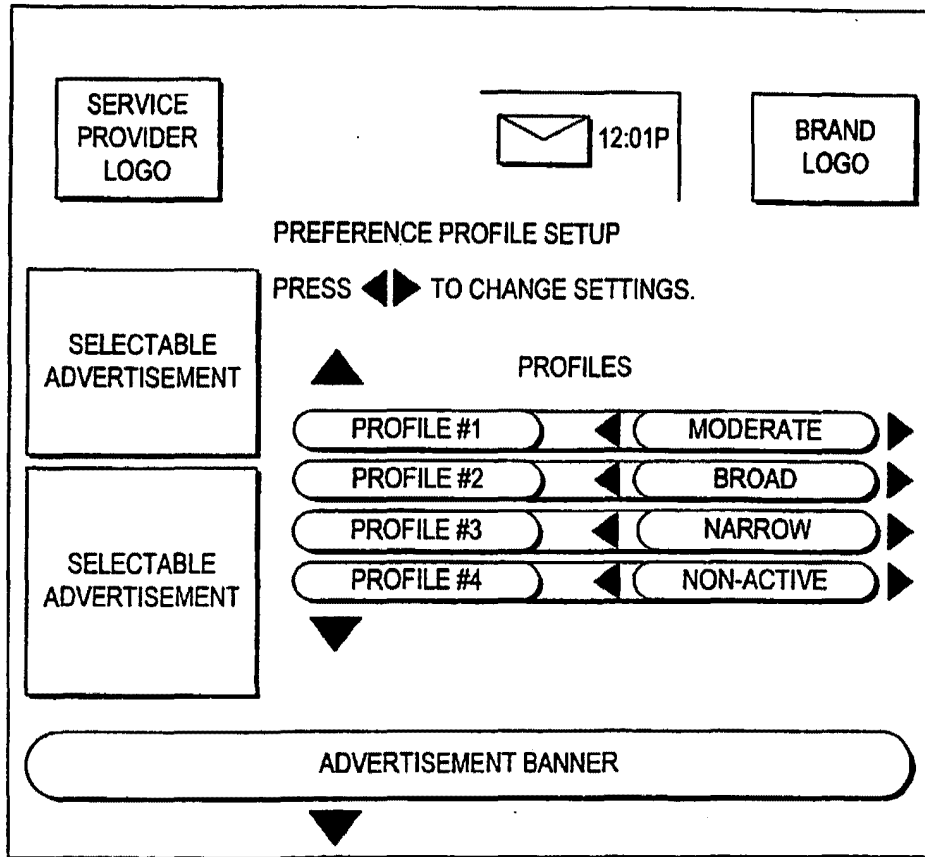 SERVICE
PROVIDER
LOGO
12:01P
BRAND
LOGO
PREFERENCE PROFILE SETUP
PRESS ◀▶ TO CHANGE SETTINGS.
SELECTABLE
ADVERTISEMENT
PROFILES
PROFILE #1 MODERATE
PROFILE #2 BROAD
PROFILE #3 NARROW
PROFILE #4 NON-ACTIVE
SELECTABLE
ADVERTISEMENT
ADVERTISEMENT BANNER